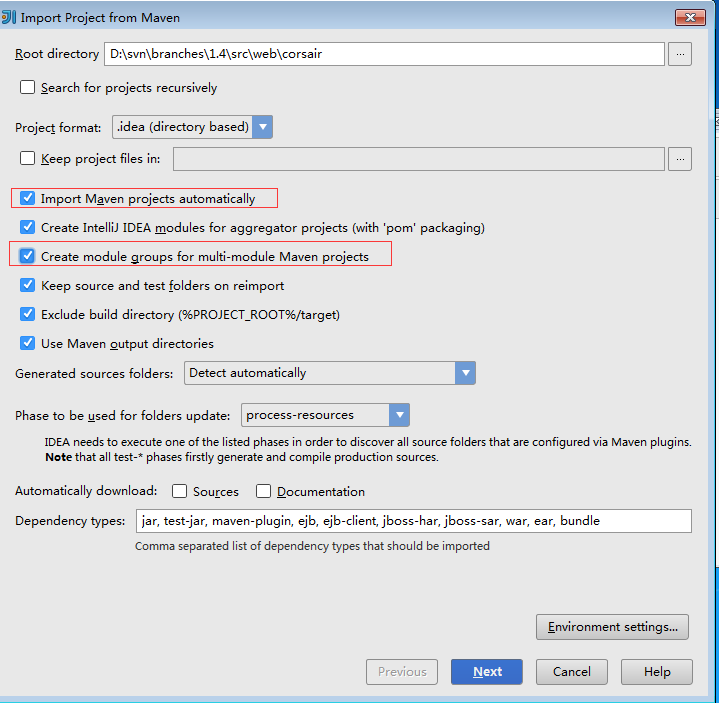 Import Project from Maven
Root directory D:\svn\branches\1.4\src\web\corsair ...
Search for projects recursively
Project format: .idea (directory based)
Keep project files in: ...
Import Maven projects automatically
Create IntelliJ IDEA modules for aggregator projects (with 'pom' packaging)
Create module groups for multi-module Maven projects
Keep source and test folders on reimport
Exclude build directory (%PROJECT_ROOT%/target)
Use Maven output directories
Generated sources folders: Detect automatically
Phase to be used for folders update: process-resources
IDEA needs to execute one of the listed phases in order to discover all source folders that are configured via Maven plugins.
Note that all test-* phases firstly generate and compile production sources.
Automatically download: Sources Documentation
Dependency types: jar, test-jar, maven-plugin, ejb, ejb-client, jboss-har, jboss-sar, war, ear, bundle
Comma separated list of dependency types that should be imported
Environment settings...
Previous Next Cancel Help